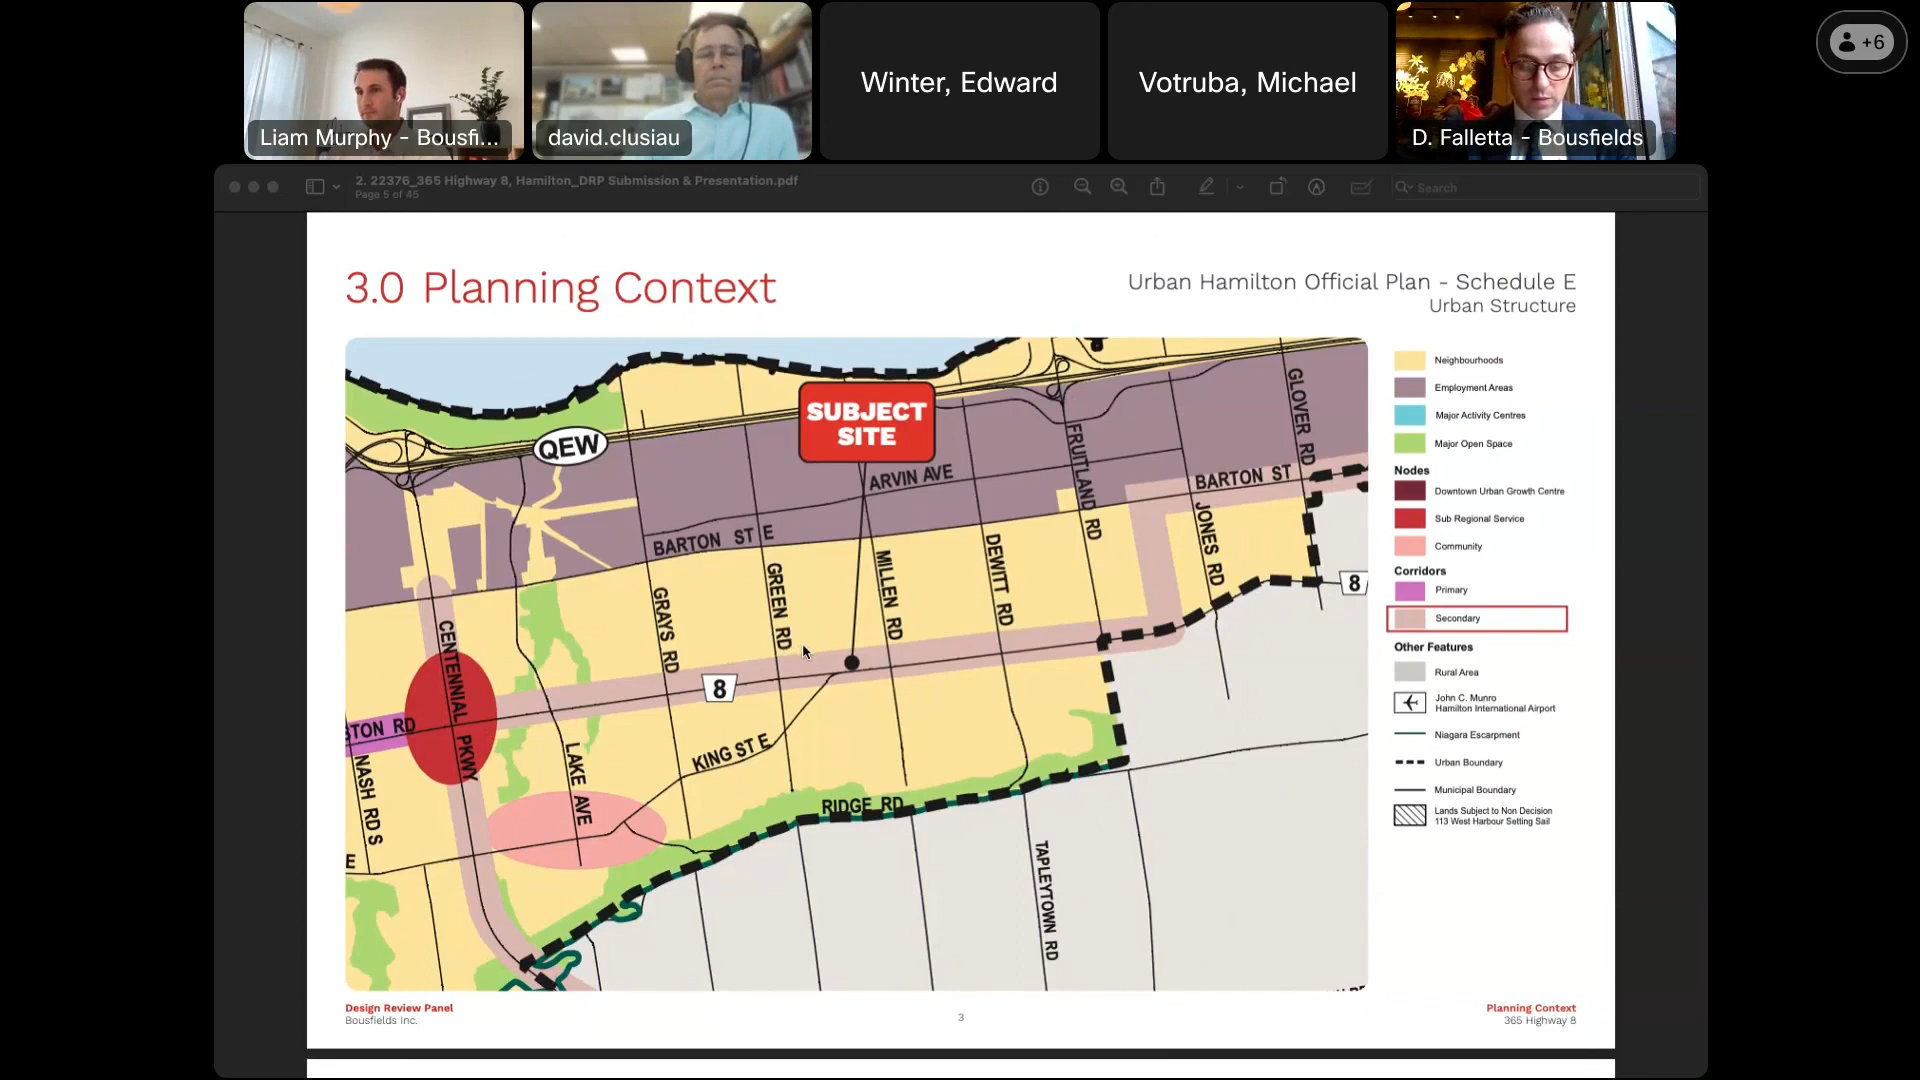 Liam Murphy - Bousfi...
david.clusiau
Winter, Edward
Votruba, Michael
D. Falletta - Bousfields
+6
2. 22376_365 Highway 8, Hamilton_DRP Submission & Presentation.pdf
Page 5 of 45
Search
3.0 Planning Context
Urban Hamilton Official Plan - Schedule E
Urban Structure
SUBJECT
SITE
QEW
ARVIN AVE
BARTON ST E
BARTON ST
GLOVER RD
FRUITLAND RD
JONES RD
DEWITT RD
MILLEN RD
GREEN RD
GRAYS RD
CENTENNIAL PKWY
8
8
TON RD
NASH RD S
LAKE AVE
KING ST E
RIDGE RD
TAPLEYTOWN RD
E
Neighbourhoods
Employment Areas
Major Activity Centres
Major Open Space
Nodes
Downtown Urban Growth Centre
Sub Regional Service
Community
Corridors
Primary
Secondary
Other Features
Rural Area
John C. Munro
Hamilton International Airport
Niagara Escarpment
Urban Boundary
Municipal Boundary
Lands Subject to Non Decision
113 West Harbour Setting Sail
Design Review Panel
Bousfields Inc.
3
Planning Context
365 Highway 8